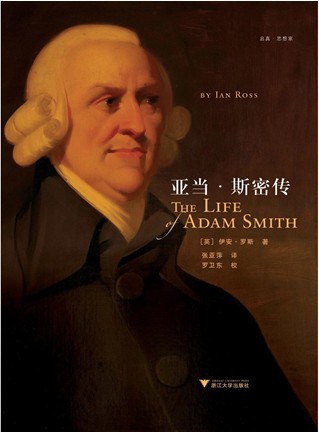 启真·思想家
BY IAN ROSS
亚当·斯密传
THE LIFE
of ADAM SMITH
[英] 伊安·罗斯 著
张亚萍 译
罗卫东 校
浙江大学出版社